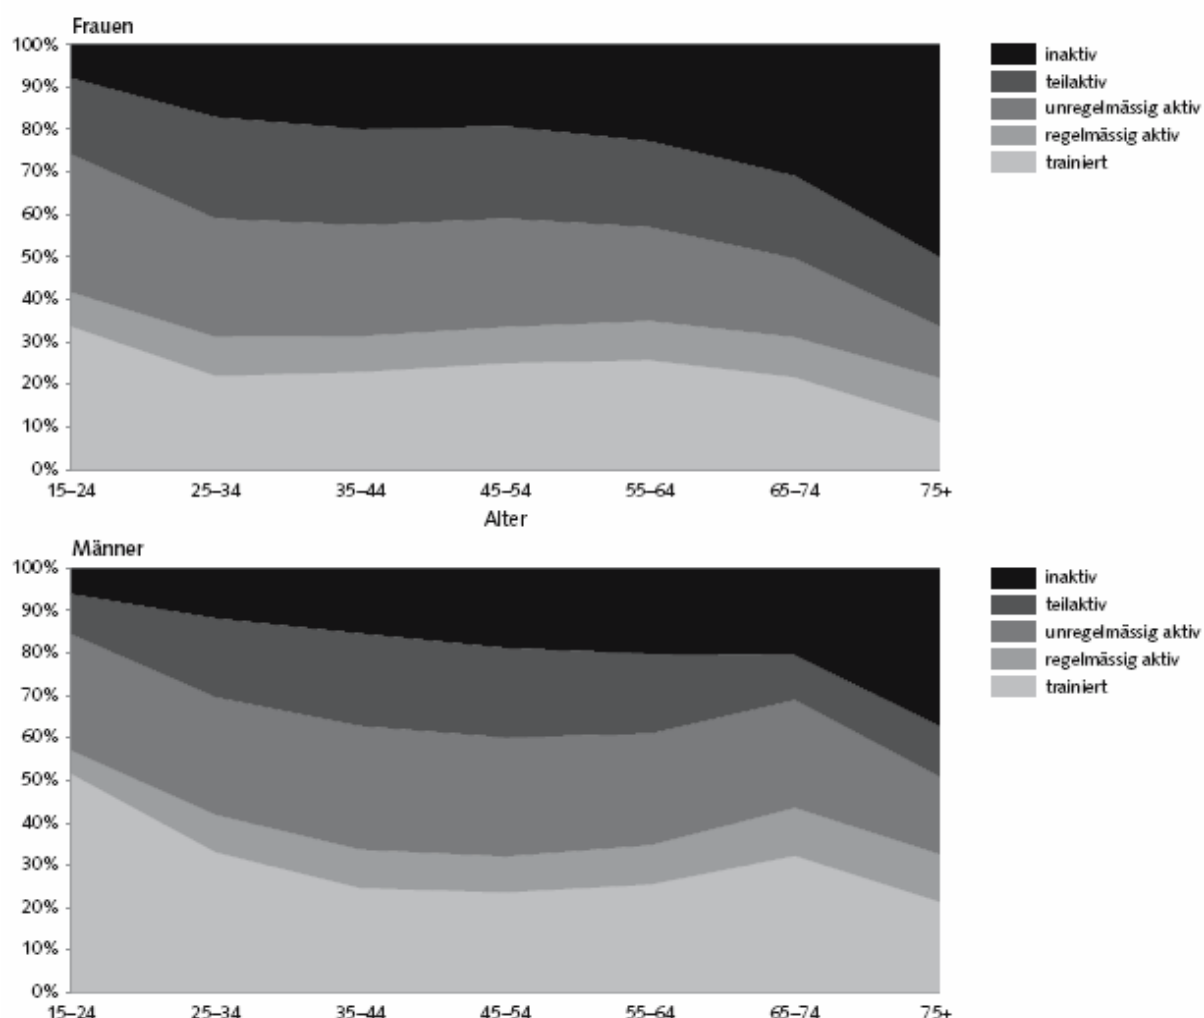 Frauen
100%
90%
80%
70%
60%
50%
40%
30%
20%
10%
0%
15–24 25–34 35–44 45–54 55–64 65–74 75+
Alter
inaktiv
teilaktiv
unregelmässig aktiv
regelmässig aktiv
trainiert
Männer
100%
90%
80%
70%
60%
50%
40%
30%
20%
10%
0%
15–24 25–34 35–44 45–54 55–64 65–74 75+
inaktiv
teilaktiv
unregelmässig aktiv
regelmässig aktiv
trainiert